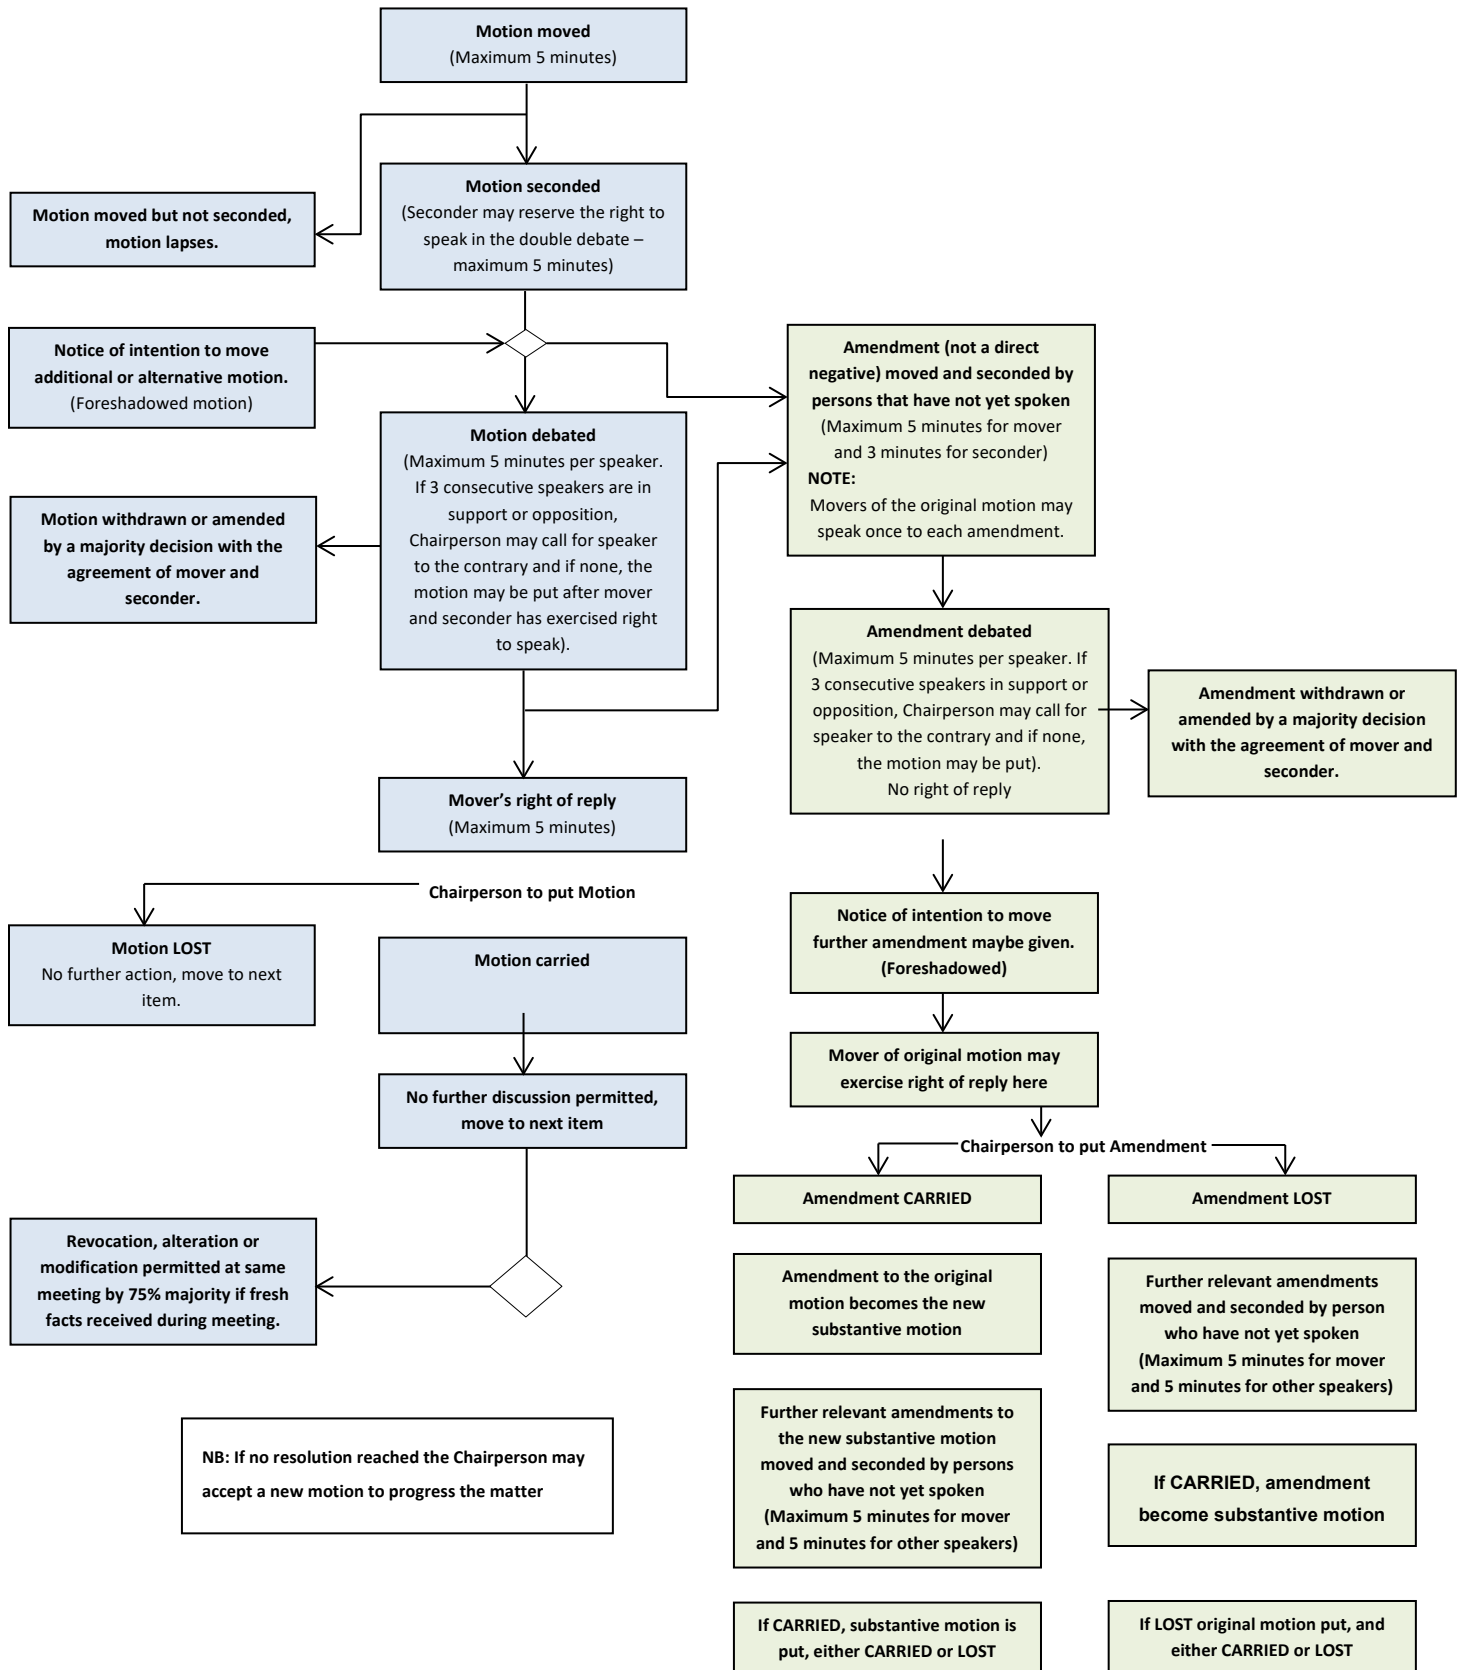 Motion moved
(Maximum 5 minutes)
Motion seconded
(Seconder may reserve the right to
speak in the double debate –
maximum 5 minutes)
Motion moved but not seconded,
motion lapses.
Notice of intention to move
additional or alternative motion.
(Foreshadowed motion)
Amendment (not a direct
negative) moved and seconded by
persons that have not yet spoken
(Maximum 5 minutes for mover
and 3 minutes for seconder)
NOTE:
Movers of the original motion may
speak once to each amendment.
Motion debated
(Maximum 5 minutes per speaker.
If 3 consecutive speakers are in
support or opposition,
Chairperson may call for speaker
to the contrary and if none, the
motion may be put after mover
and seconder has exercised right
to speak).
Motion withdrawn or amended
by a majority decision with the
agreement of mover and
seconder.
Amendment debated
(Maximum 5 minutes per speaker. If
3 consecutive speakers in support or
opposition, Chairperson may call for
speaker to the contrary and if none,
the motion may be put).
No right of reply
Amendment withdrawn or
amended by a majority decision
with the agreement of mover and
seconder.
Mover’s right of reply
(Maximum 5 minutes)
Chairperson to put Motion
Motion LOST
No further action, move to next
item.
Motion carried
Notice of intention to move
further amendment maybe given.
(Foreshadowed)
Mover of original motion may
exercise right of reply here
No further discussion permitted,
move to next item
Chairperson to put Amendment
Amendment CARRIED
Amendment LOST
Revocation, alteration or
modification permitted at same
meeting by 75% majority if fresh
facts received during meeting.
Amendment to the original
motion becomes the new
substantive motion
Further relevant amendments
moved and seconded by person
who have not yet spoken
(Maximum 5 minutes for mover
and 5 minutes for other speakers)
NB: If no resolution reached the Chairperson may
accept a new motion to progress the matter
Further relevant amendments to
the new substantive motion
moved and seconded by persons
who have not yet spoken
(Maximum 5 minutes for mover
and 5 minutes for other speakers)
If CARRIED, amendment
become substantive motion
If CARRIED, substantive motion is
put, either CARRIED or LOST
If LOST original motion put, and
either CARRIED or LOST